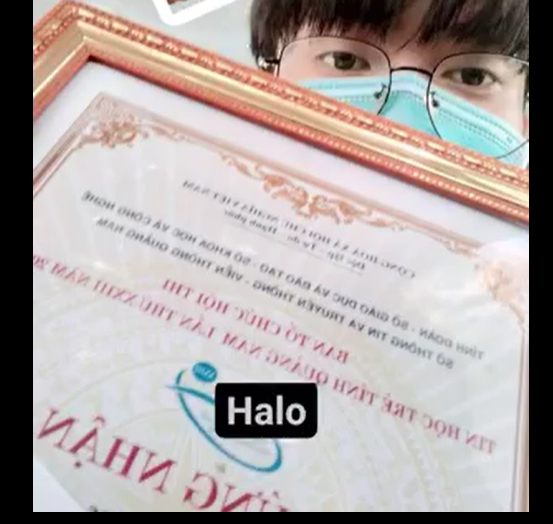 CỘNG HÒA XÃ HỘI CHỦ NGHĨA VIỆT NAM
Độc lập - Tự do - Hạnh phúc
TỈNH ĐOÀN - SỞ GIÁO DỤC VÀ ĐÀO TẠO - SỞ KHOA HỌC VÀ CÔNG NGHỆ
SỞ THÔNG TIN VÀ TRUYỀN THÔNG - VIỄN THÔNG QUẢNG NAM
BAN TỔ CHỨC HỘI THI
TIN HỌC TRẺ TỈNH QUẢNG NAM LẦN THỨ XXIII NĂM
Halo
NHẬN